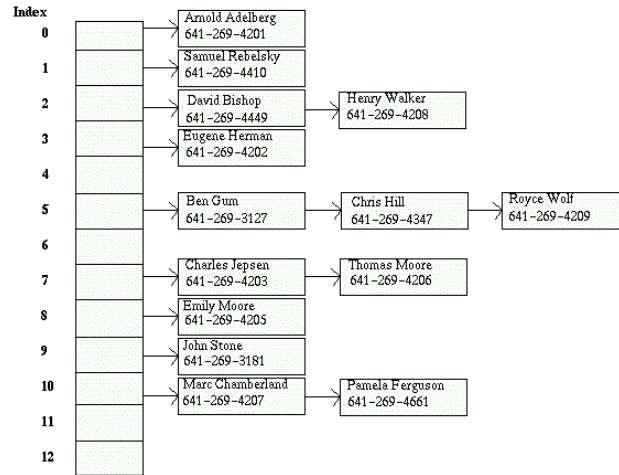 Index
0
Arnold Adelberg
641-269-4201
1
Samuel Rebelsky
641-269-4410
2
David Bishop
641-269-4449
Henry Walker
641-269-4208
3
Eugene Herman
641-269-4202
4
5
Ben Gum
641-269-3127
Chris Hill
641-269-4347
Royce Wolf
641-269-4209
6
7
Charles Jepsen
641-269-4203
Thomas Moore
641-269-4206
8
Emily Moore
641-269-4205
9
John Stone
641-269-3181
10
Marc Chamberland
641-269-4207
Pamela Ferguson
641-269-4661
11
12